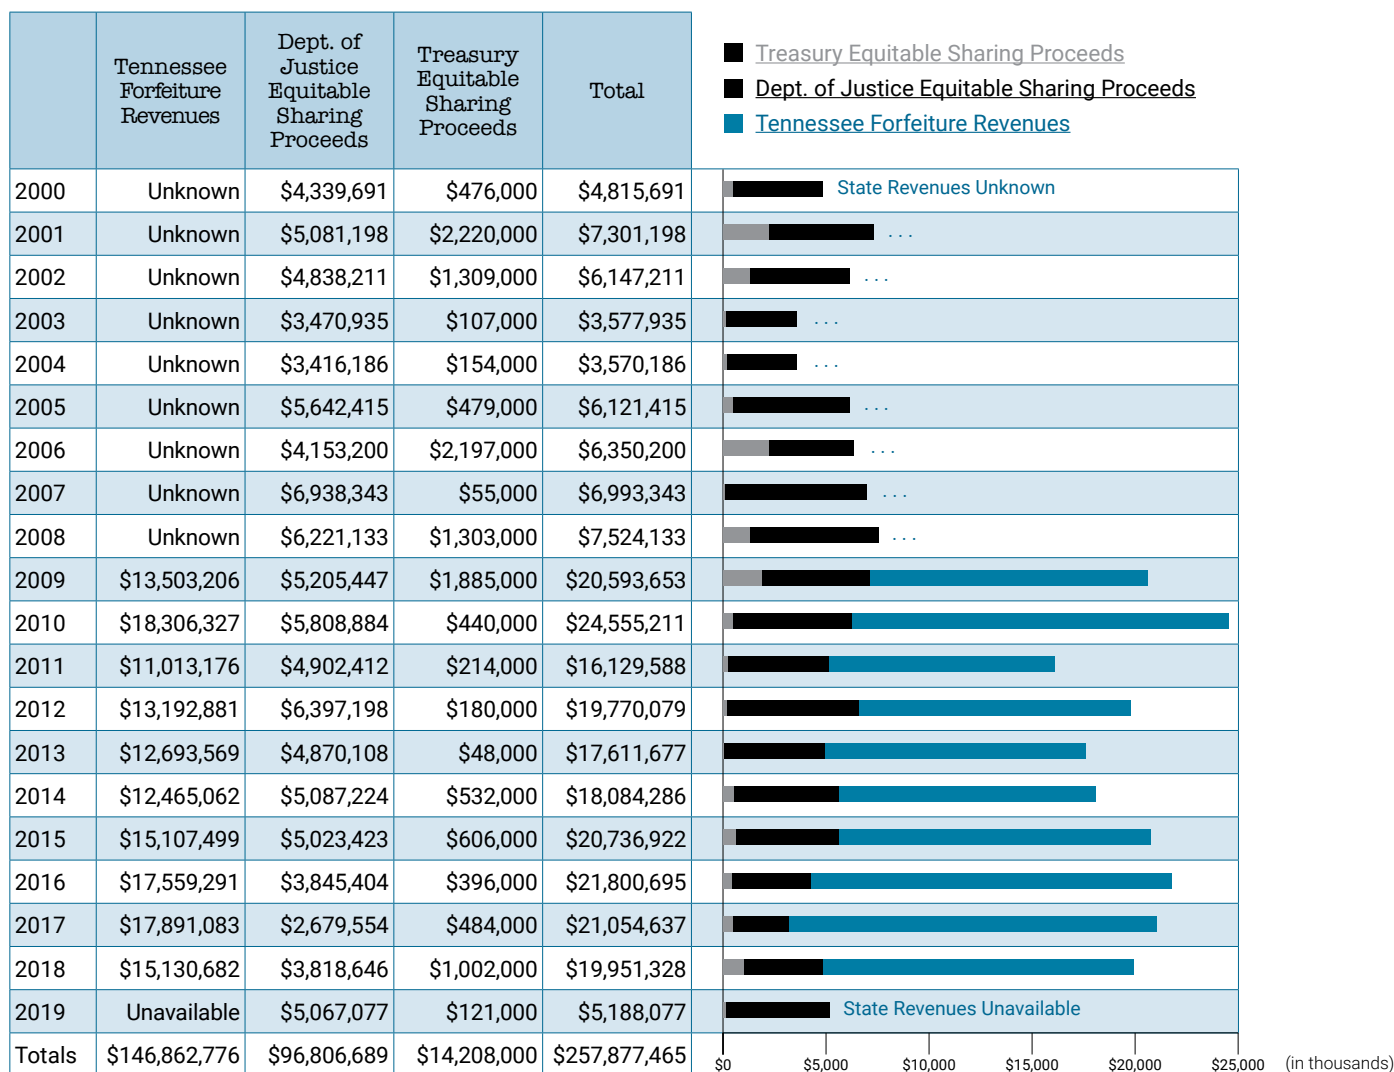 Tennessee
Forfeiture
Revenues
Dept. of
Justice
Equitable
Sharing
Proceeds
Treasury
Equitable
Sharing
Proceeds
Total
Treasury Equitable Sharing Proceeds
Dept. of Justice Equitable Sharing Proceeds
Tennessee Forfeiture Revenues
2000 Unknown $4,339,691 $476,000 $4,815,691 State Revenues Unknown
2001 Unknown $5,081,198 $2,220,000 $7,301,198 ...
2002 Unknown $4,838,211 $1,309,000 $6,147,211 ...
2003 Unknown $3,470,935 $107,000 $3,577,935 ...
2004 Unknown $3,416,186 $154,000 $3,570,186 ...
2005 Unknown $5,642,415 $479,000 $6,121,415 ...
2006 Unknown $4,153,200 $2,197,000 $6,350,200 ...
2007 Unknown $6,938,343 $55,000 $6,993,343 ...
2008 Unknown $6,221,133 $1,303,000 $7,524,133 ...
2009 $13,503,206 $5,205,447 $1,885,000 $20,593,653
2010 $18,306,327 $5,808,884 $440,000 $24,555,211
2011 $11,013,176 $4,902,412 $214,000 $16,129,588
2012 $13,192,881 $6,397,198 $180,000 $19,770,079
2013 $12,693,569 $4,870,108 $48,000 $17,611,677
2014 $12,465,062 $5,087,224 $532,000 $18,084,286
2015 $15,107,499 $5,023,423 $606,000 $20,736,922
2016 $17,559,291 $3,845,404 $396,000 $21,800,695
2017 $17,891,083 $2,679,554 $484,000 $21,054,637
2018 $15,130,682 $3,818,646 $1,002,000 $19,951,328
2019 Unavailable $5,067,077 $121,000 $5,188,077 State Revenues Unavailable
Totals $146,862,776 $96,806,689 $14,208,000 $257,877,465
$0 $5,000 $10,000 $15,000 $20,000 $25,000 (in thousands)